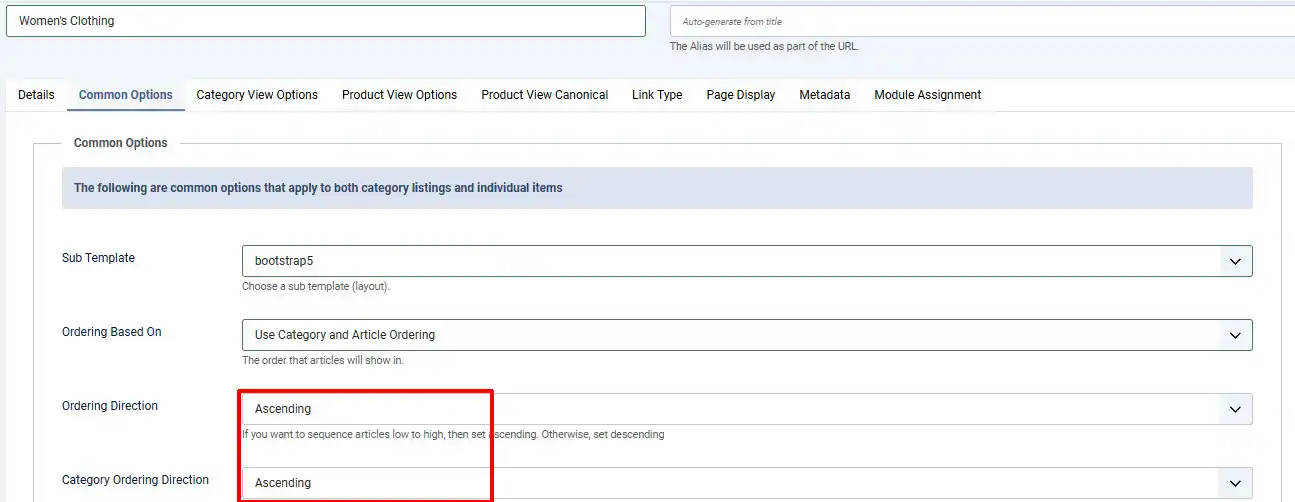 Women's Clothing
Auto-generate from title
The Alias will be used as part of the URL.
Details Common Options Category View Options Product View Options Product View Canonical Link Type Page Display Metadata Module Assignment
Common Options
The following are common options that apply to both category listings and individual items
Sub Template
bootstrap5
Choose a sub template (layout).
Ordering Based On
Use Category and Article Ordering
The order that articles will show in.
Ordering Direction
Ascending
If you want to sequence articles low to high, then set ascending. Otherwise, set descending
Category Ordering Direction
Ascending